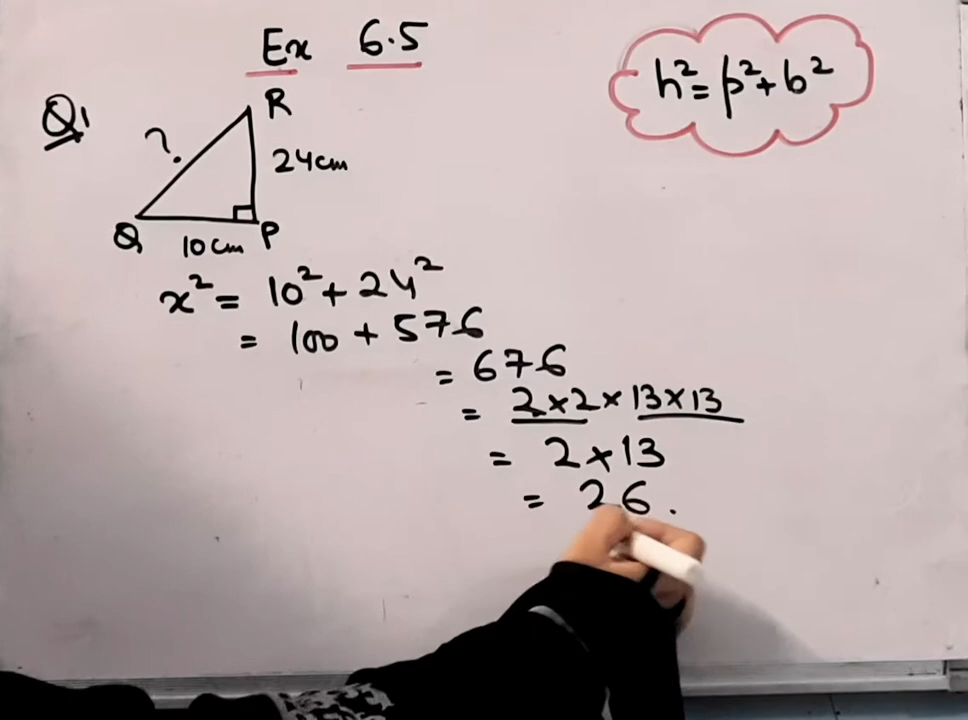 Ex 6.5
h²=p²+b²
Q1
R
?
24cm
Q
10cm
P
x² = 10² + 24²
= 100 + 576
= 676
= 2×2×13×13
= 2×13
= 26.